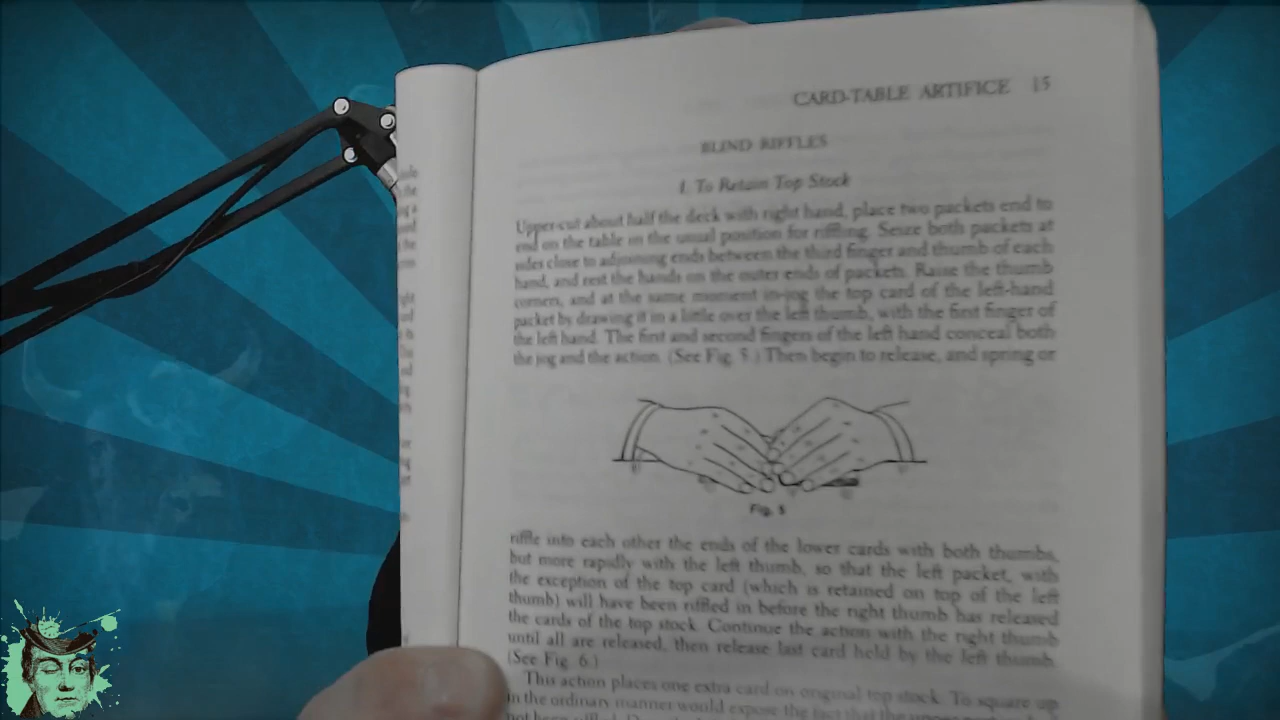 CARD-TABLE ARTIFICE 15
BLIND RIFFLES
I. To Retain Top Stock
Upper-cut about half the deck with right hand, place two packets end to
end on the table in the usual position for riffling. Seize both packets at
sides close to adjoining ends between the third finger and thumb of each
hand, and rest the hands on the outer ends of packets. Raise the thumb
corners, and at the same moment in-jog the top card of the left-hand
packet by drawing it in a little over the left thumb, with the first finger of
the left hand. The first and second fingers of the left hand conceal both
the jog and the action. (See Fig. 5.) Then begin to release, and spring or
Fig. 5
riffle into each other the ends of the lower cards with both thumbs,
but more rapidly with the left thumb, so that the left packet, with
the exception of the top card (which is retained on top of the left
thumb) will have been riffled in before the right thumb has released
the cards of the top stock. Continue the action with the right thumb
until all are released, then release last card held by the left thumb.
(See Fig. 6.)
This action places one extra card on original top stock. To square up
in the ordinary manner would expose the fact that the upper
not been riffled.